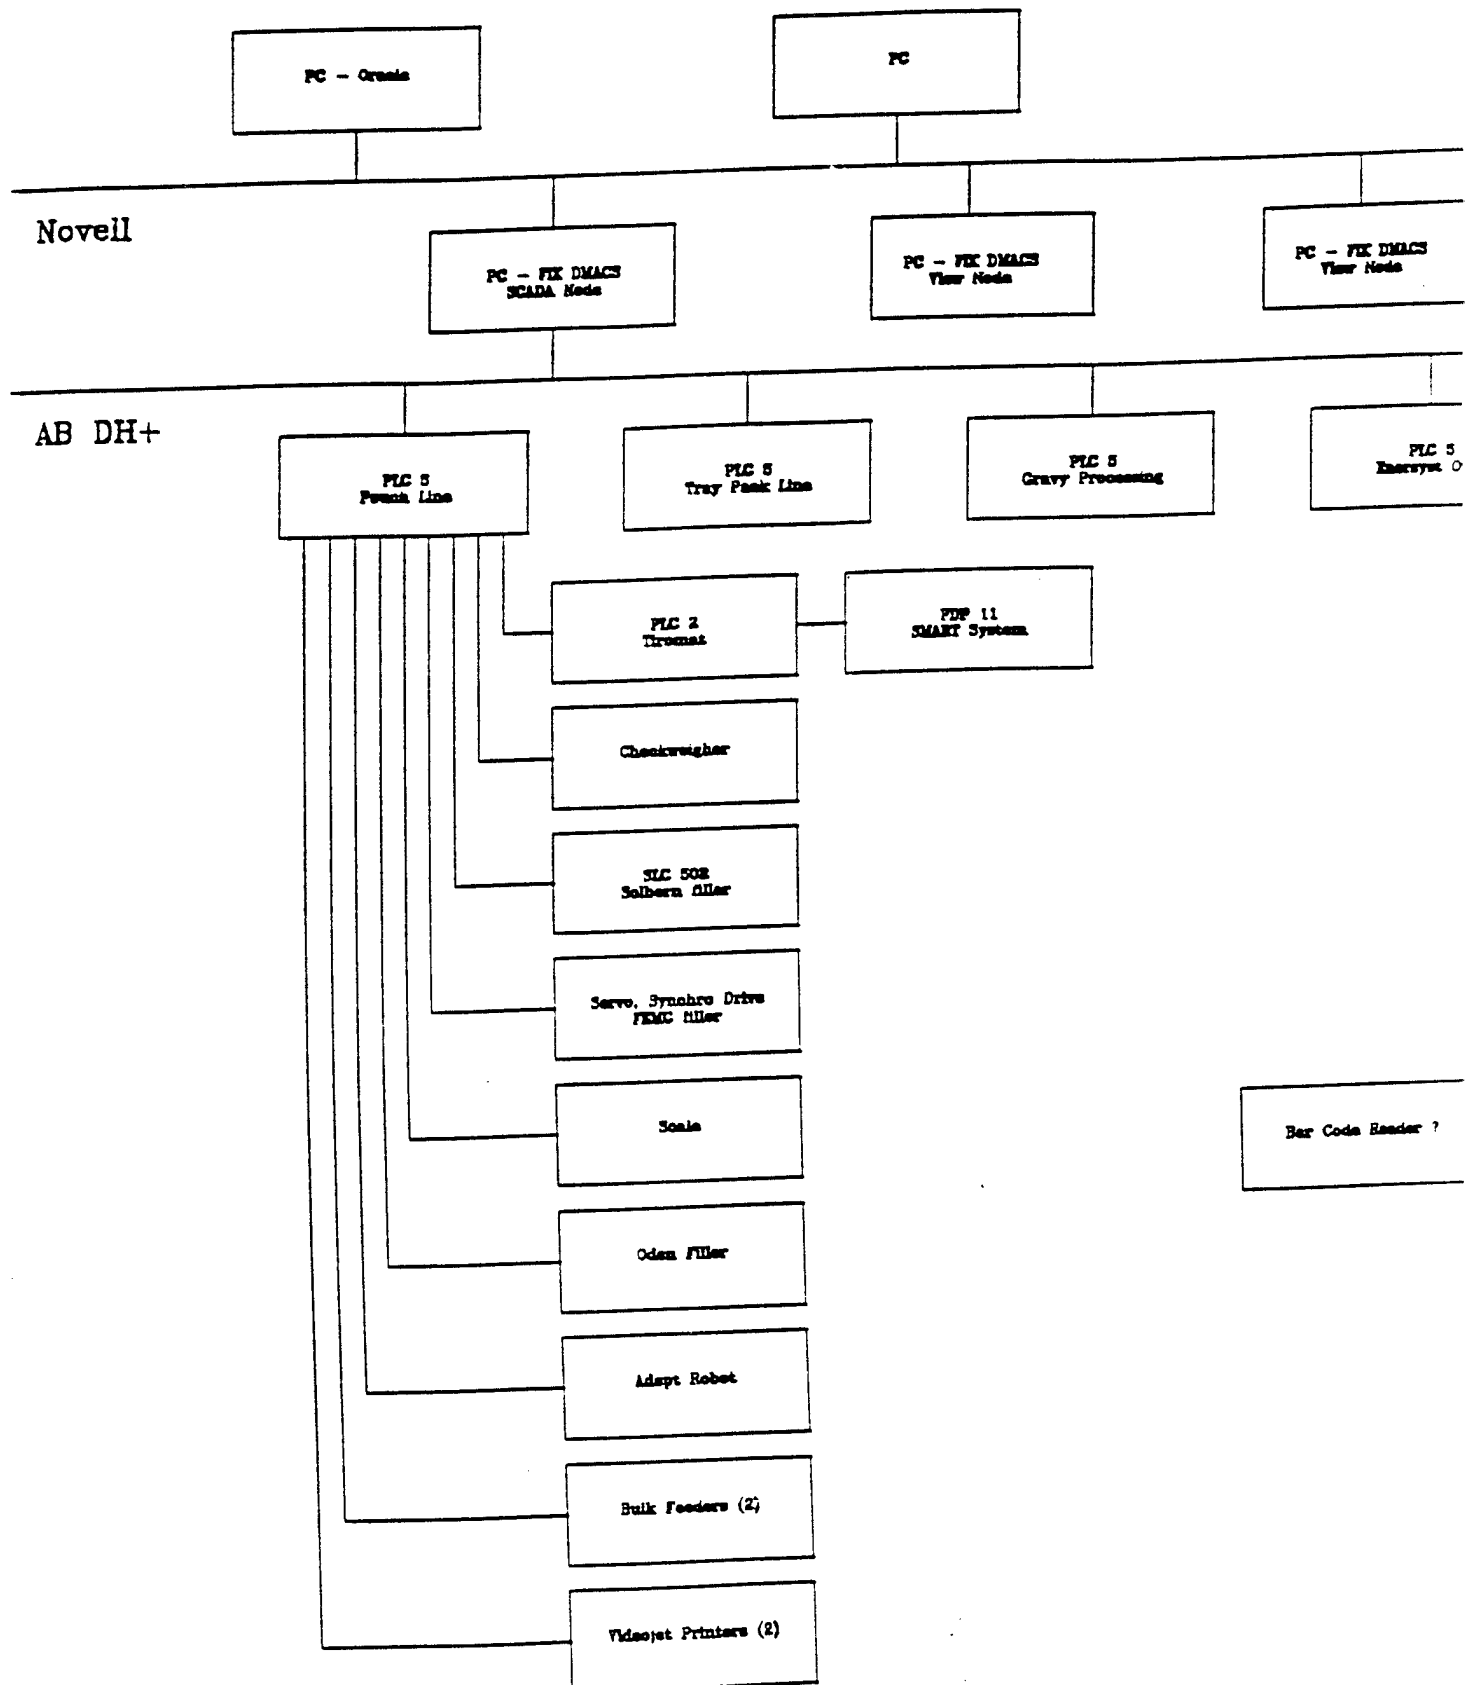 PC - Oracle
PC
Novell
PC - FIX DMACS
SCADA Node
PC - FIX DMACS
View Node
PC - FIX DMACS
View Node
AB DH+
PLC 5
Pouch Line
PLC 5
Tray Pack Line
PLC 5
Gravy Processing
PLC 5
Enersyst
PLC 2
Tiromat
PDP 11
SMART System
Checkweigher
SLC 502
Solbern filler
Servo, Synchro Drive
FEMC filler
Scale
Bar Code Reader ?
Oden Filler
Adept Robot
Bulk Feeders (2)
Videojet Printers (2)